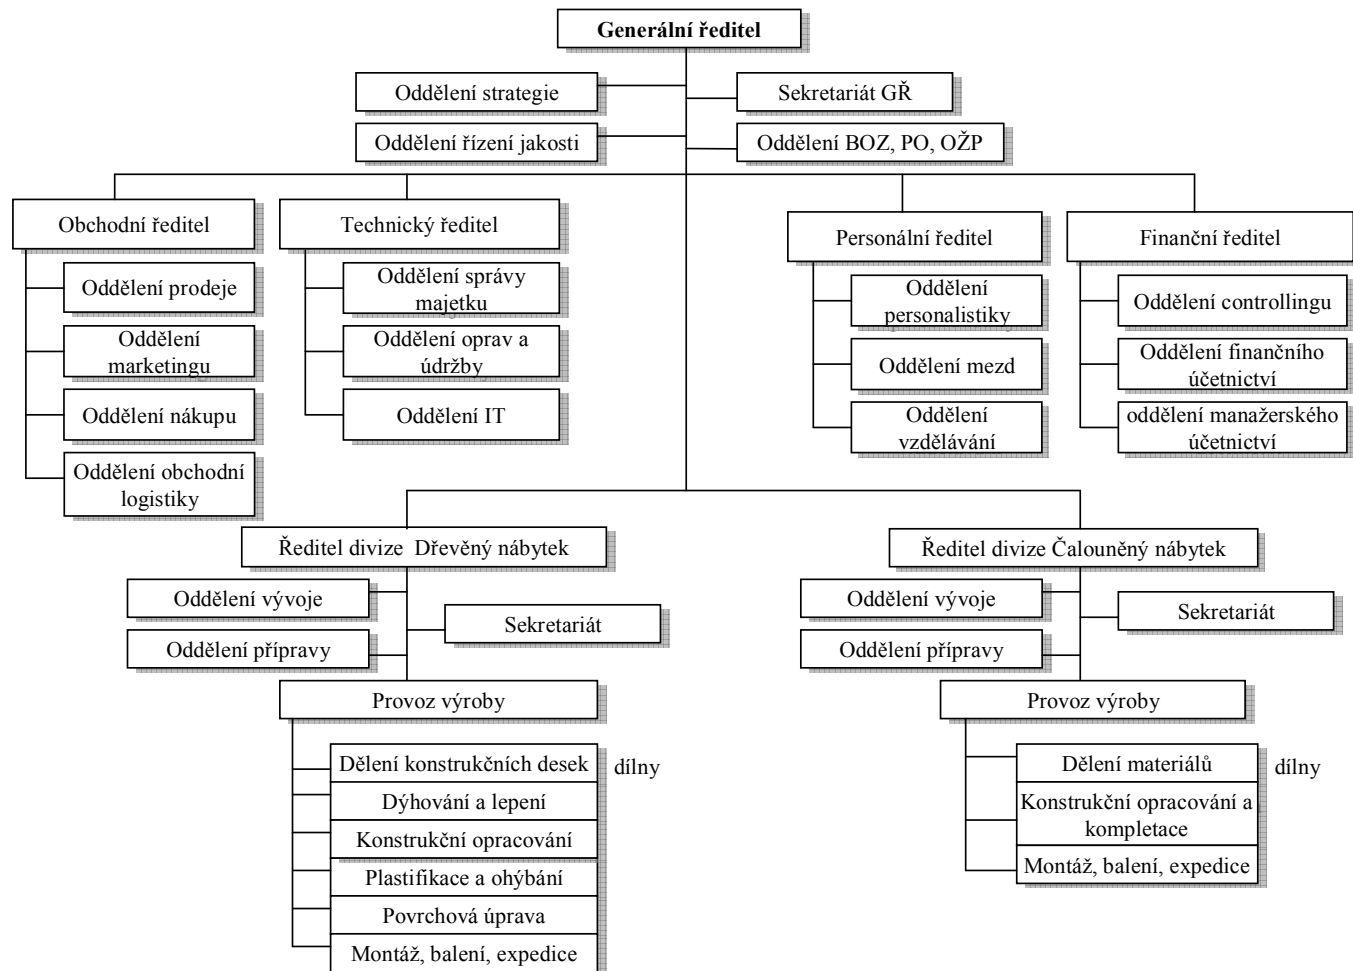 Generální ředitel
Oddělení strategie
Sekretariát GŘ
Oddělení řízení jakosti
Oddělení BOZ, PO, OŽP
Obchodní ředitel
Technický ředitel
Personální ředitel
Finanční ředitel
Oddělení prodeje
Oddělení
marketingu
Oddělení nákupu
Oddělení obchodní
logistiky
Oddělení správy
majetku
Oddělení oprav a
údržby
Oddělení IT
Oddělení
personalistiky
Oddělení mezd
Oddělení
vzdělávání
Oddělení controllingu
Oddělení finančního
účetnictví
oddělení manažerského
účetnictví
Ředitel divize Dřevěný nábytek
Oddělení vývoje
Sekretariát
Oddělení přípravy
Provoz výroby
Dělení konstrukčních desek
dílny
Dýhování a lepení
Konstrukční opracování
Plastifikace a ohýbání
Povrchová úprava
Montáž, balení, expedice
Ředitel divize Čalouněný nábytek
Oddělení vývoje
Sekretariát
Oddělení přípravy
Provoz výroby
Dělení materiálů
dílny
Konstrukční opracování a
kompletace
Montáž, balení, expedice